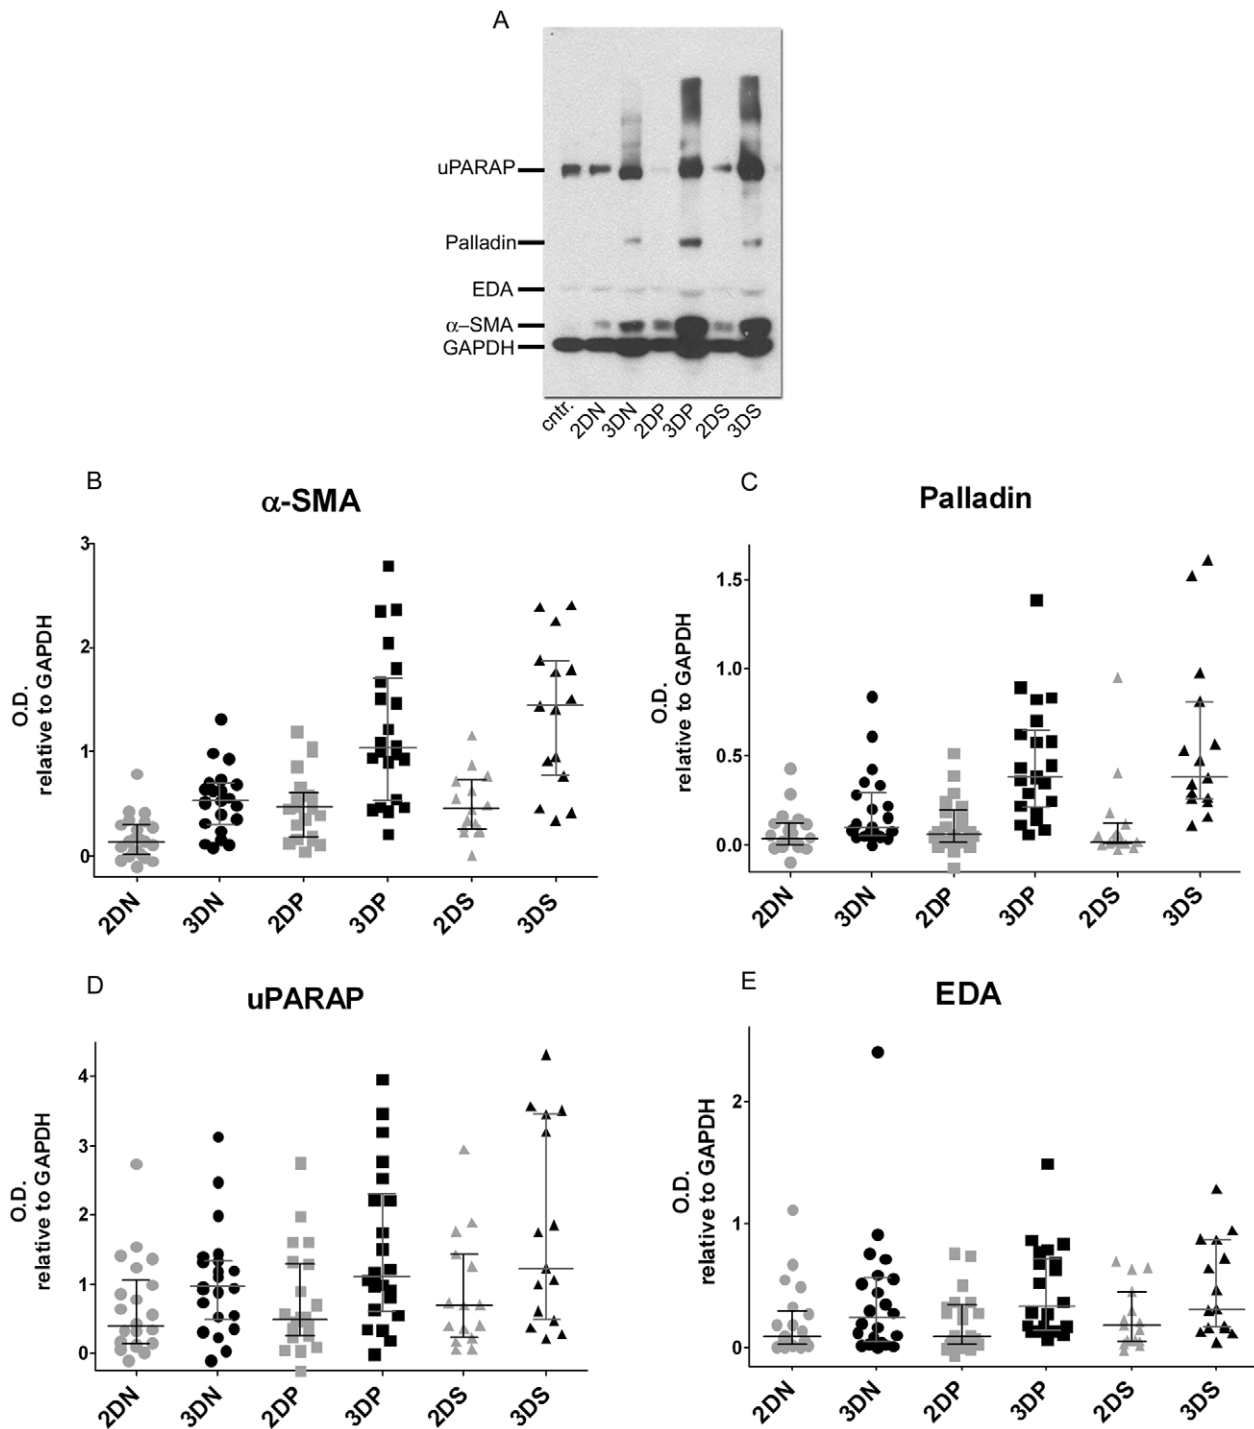 A
uPARAP
Palladin
EDA
α–SMA
GAPDH
cntr. 2DN 3DN 2DP 3DP 2DS 3DS
B
α-SMA
O.D.
relative to GAPDH
3
2
1
0
2DN 3DN 2DP 3DP 2DS 3DS
C
Palladin
O.D.
relative to GAPDH
1.5
1.0
0.5
0.0
2DN 3DN 2DP 3DP 2DS 3DS
D
uPARAP
O.D.
relative to GAPDH
4
3
2
1
0
2DN 3DN 2DP 3DP 2DS 3DS
E
EDA
O.D.
relative to GAPDH
2
1
0
2DN 3DN 2DP 3DP 2DS 3DS